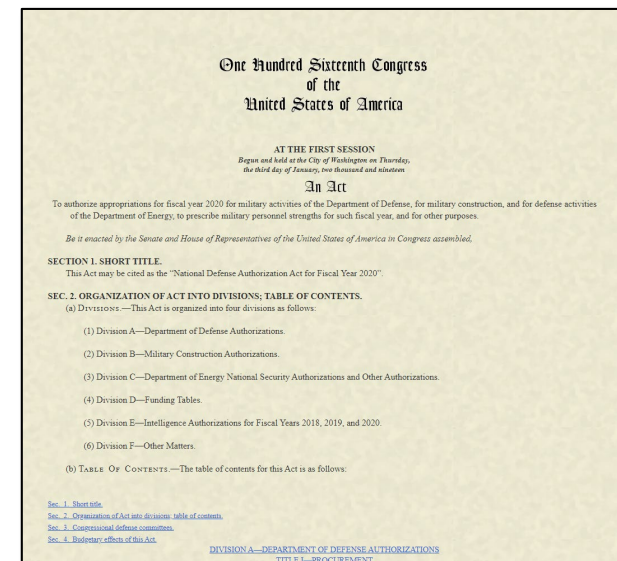 One Hundred Sixteenth Congress
of the
United States of America
AT THE FIRST SESSION
Begun and held at the City of Washington on Thursday,
the third day of January, two thousand and nineteen
An Act
To authorize appropriations for fiscal year 2020 for military activities of the Department of Defense, for military construction, and for defense activities
of the Department of Energy, to prescribe military personnel strengths for such fiscal year, and for other purposes.
Be it enacted by the Senate and House of Representatives of the United States of America in Congress assembled,
SECTION 1. SHORT TITLE.
This Act may be cited as the “National Defense Authorization Act for Fiscal Year 2020”.
SEC. 2. ORGANIZATION OF ACT INTO DIVISIONS; TABLE OF CONTENTS.
(a) DIVISIONS.—This Act is organized into four divisions as follows:
(1) Division A—Department of Defense Authorizations.
(2) Division B—Military Construction Authorizations.
(3) Division C—Department of Energy National Security Authorizations and Other Authorizations.
(4) Division D—Funding Tables.
(5) Division E—Intelligence Authorizations for Fiscal Years 2018, 2019, and 2020.
(6) Division F—Other Matters.
(b) TABLE OF CONTENTS.—The table of contents for this Act is as follows:
Sec. 1. Short title.
Sec. 2. Organization of Act into divisions; table of contents.
Sec. 3. Congressional defense committees.
Sec. 4. Budgetary effects of this Act.
DIVISION A—DEPARTMENT OF DEFENSE AUTHORIZATIONS
TITLE I—PROCUREMENT